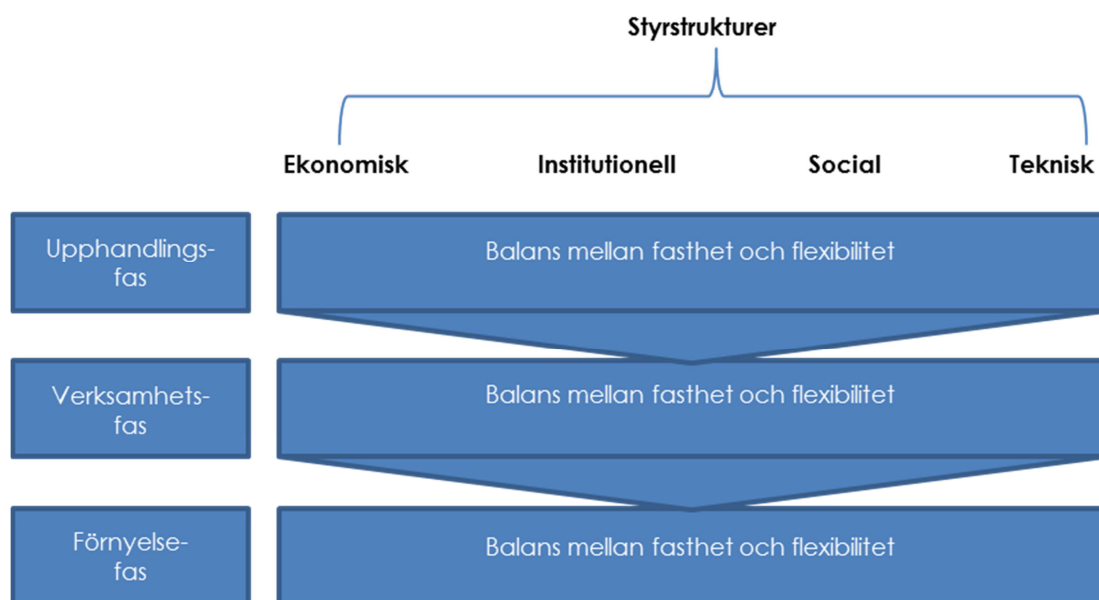 Styrstrukturer
Ekonomisk Institutionell Social Teknisk
Upphandlings-
fas
Balans mellan fasthet och flexibilitet
Verksamhets-
fas
Balans mellan fasthet och flexibilitet
Förnyelse-
fas
Balans mellan fasthet och flexibilitet